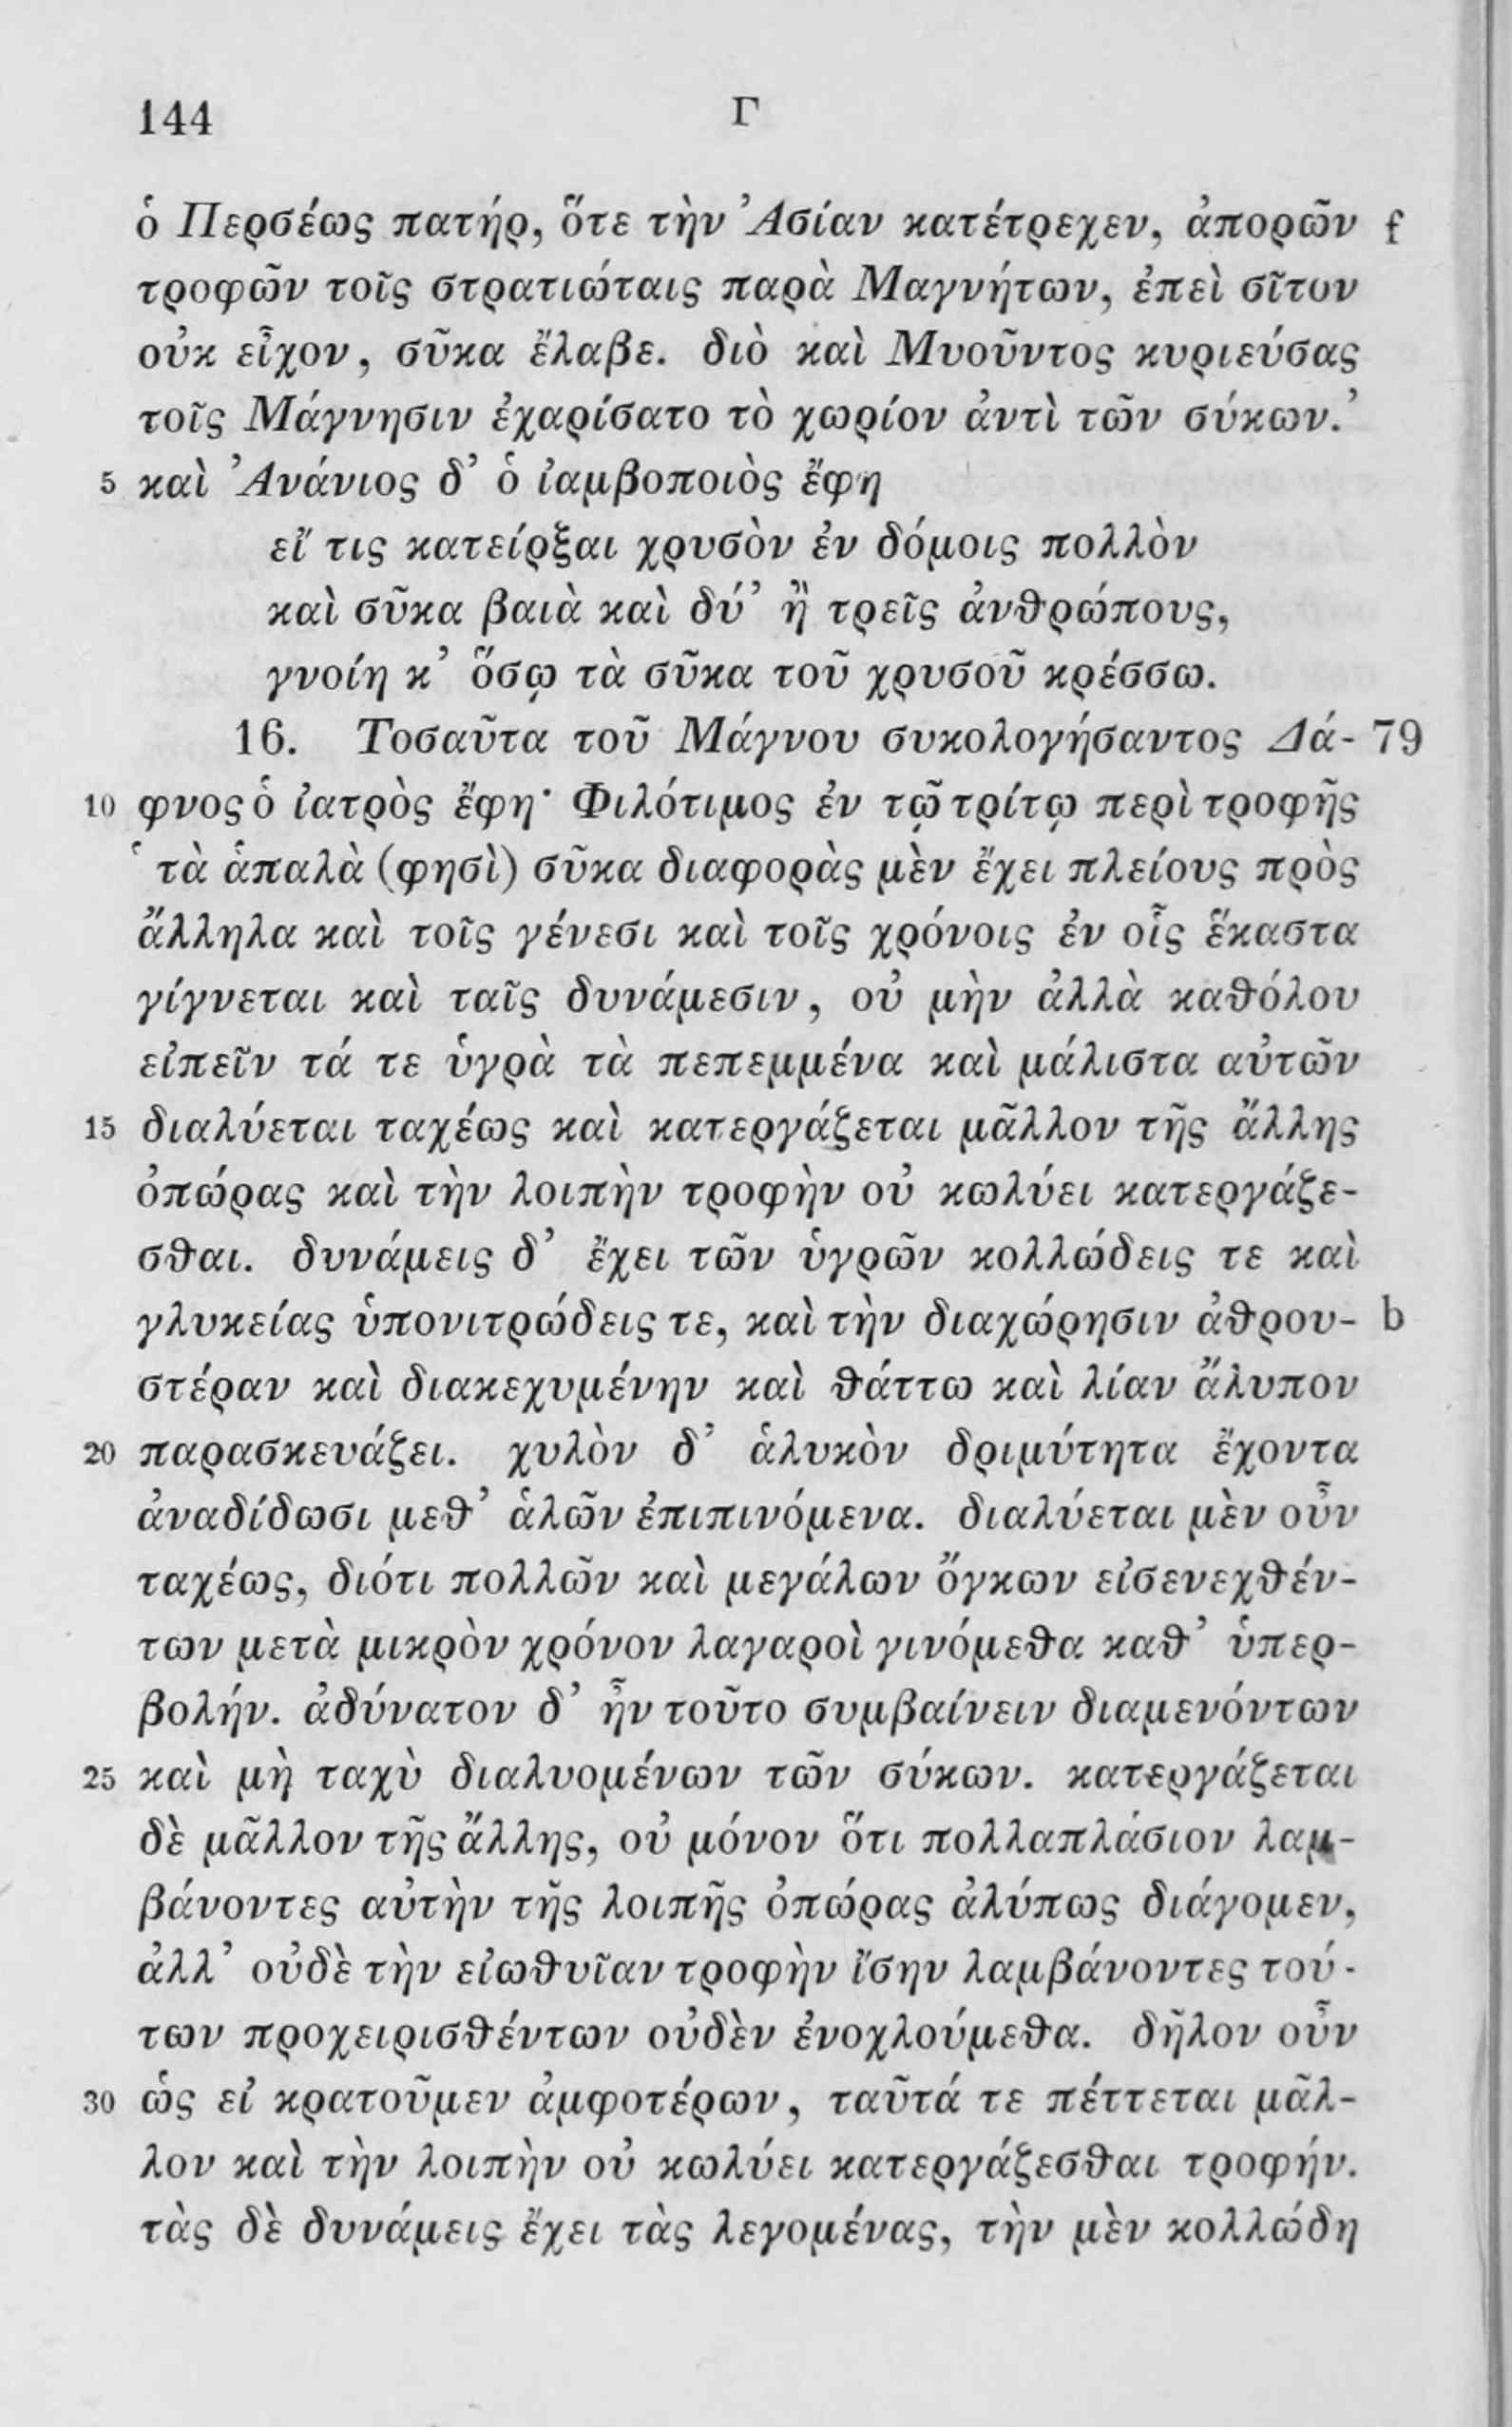 144 Γ
ὁ Περσέως πατήρ, ὅτε τὴν Ἀσίαν κατέτρεχεν, ἀπορῶν f
τροφῶν τοῖς στρατιώταις παρὰ Μαγνήτων, ἐπεὶ σῖτον
οὐκ εἶχον, σῦκα ἔλαβε. διὸ καὶ Μυοῦντος κυριεύσας
τοῖς Μάγνησιν ἐχαρίσατο τὸ χωρίον ἀντὶ τῶν σύκων.’
5 καὶ Ἀνάνιος δ’ ὁ ἰαμβοποιὸς ἔφη
εἴ τις κατείρξαι χρυσὸν ἐν δόμοις πολλὸν
καὶ σῦκα βαιὰ καὶ δύ’ ἢ τρεῖς ἀνθρώπους,
γνοίη κ’ ὅσῳ τὰ σῦκα τοῦ χρυσοῦ κρέσσω.
16. Τοσαῦτα τοῦ Μάγνου συκολογήσαντος Δά- 79
10 φνος ὁ ἰατρὸς ἔφη· Φιλότιμος ἐν τῷ τρίτῳ περὶ τροφῆς
‘τὰ ἁπαλὰ (φησὶ) σῦκα διαφορὰς μὲν ἔχει πλείους πρὸς
ἄλληλα καὶ τοῖς γένεσι καὶ τοῖς χρόνοις ἐν οἷς ἕκαστα
γίγνεται καὶ ταῖς δυνάμεσιν, οὐ μὴν ἀλλὰ καθόλου
εἰπεῖν τά τε ὑγρὰ τὰ πεπεμμένα καὶ μάλιστα αὐτῶν
15 διαλύεται ταχέως καὶ κατεργάζεται μᾶλλον τῆς ἄλλης
ὀπώρας καὶ τὴν λοιπὴν τροφὴν οὐ κωλύει κατεργάζε-
σθαι. δυνάμεις δ’ ἔχει τῶν ὑγρῶν κολλώδεις τε καὶ
γλυκείας ὑπονιτρώδεις τε, καὶ τὴν διαχώρησιν ἀθρου- b
στέραν καὶ διακεχυμένην καὶ θάττω καὶ λίαν ἄλυπον
20 παρασκευάζει. χυλὸν δ’ ἁλυκὸν δριμύτητα ἔχοντα
ἀναδίδωσι μεθ’ ἁλῶν ἐπιπινόμενα. διαλύεται μὲν οὖν
ταχέως, διότι πολλῶν καὶ μεγάλων ὄγκων εἰσενεχθέν-
των μετὰ μικρὸν χρόνον λαγαροὶ γινόμεθα καθ’ ὑπερ-
βολήν. ἀδύνατον δ’ ἦν τοῦτο συμβαίνειν διαμενόντων
25 καὶ μὴ ταχὺ διαλυομένων τῶν σύκων. κατεργάζεται
δὲ μᾶλλον τῆς ἄλλης, οὐ μόνον ὅτι πολλαπλάσιον λαμ-
βάνοντες αὐτὴν τῆς λοιπῆς ὀπώρας ἀλύπως διάγομεν,
ἀλλ’ οὐδὲ τὴν εἰωθυῖαν τροφὴν ἴσην λαμβάνοντες τού-
των προχειρισθέντων οὐδὲν ἐνοχλούμεθα. δῆλον οὖν
30 ὡς εἰ κρατοῦμεν ἀμφοτέρων, ταῦτά τε πέττεται μᾶλ-
λον καὶ τὴν λοιπὴν οὐ κωλύει κατεργάζεσθαι τροφήν.
τὰς δὲ δυνάμεις ἔχει τὰς λεγομένας, τὴν μὲν κολλώδη